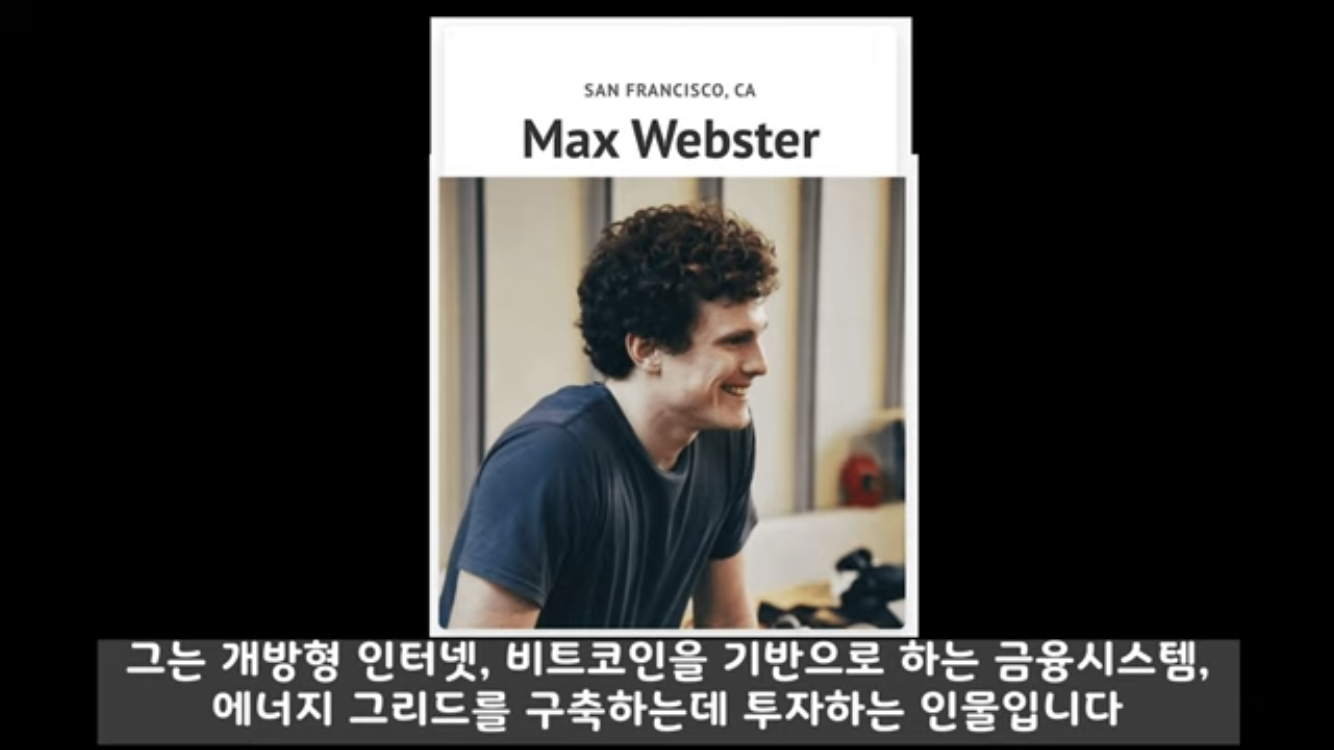 SAN FRANCISCO, CA
Max Webster
그는 개방형 인터넷, 비트코인을 기반으로 하는 금융시스템,
에너지 그리드를 구축하는데 투자하는 인물입니다